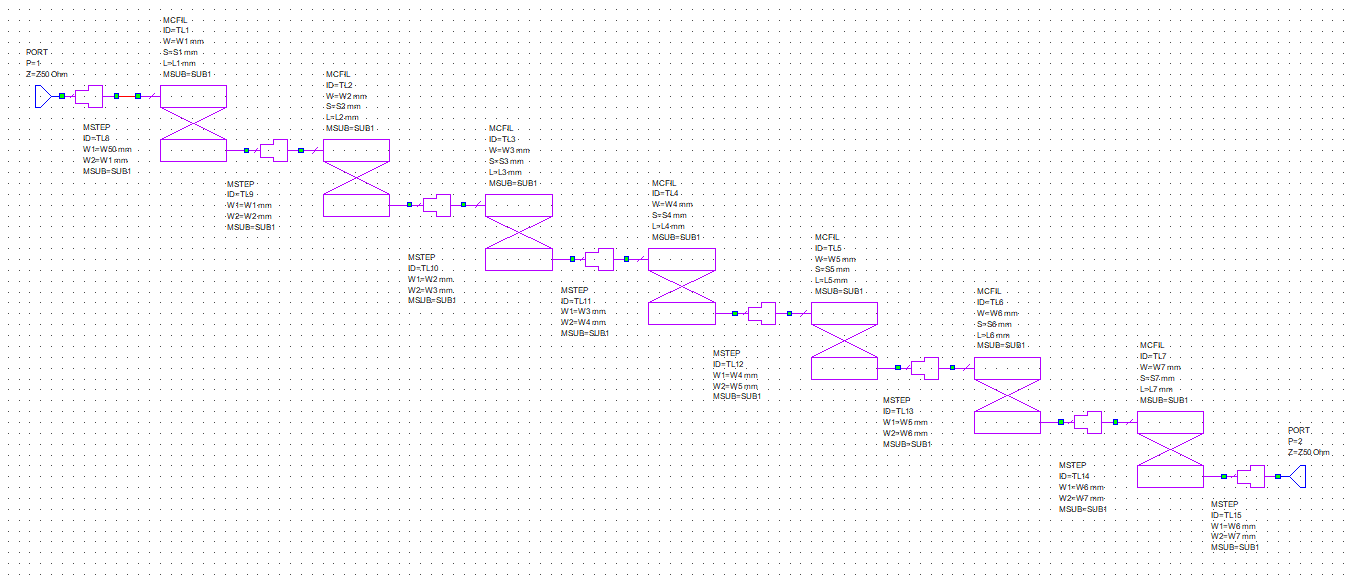 PORT
P=1
Z=Z50 Ohm
MCFIL
ID=TL1
W=W1 mm
S=S1 mm
L=L1 mm
MSUB=SUB1
MSTEP
ID=TL8
W1=W50 mm
W2=W1 mm
MSUB=SUB1
MCFIL
ID=TL2
W=W2 mm
S=S2 mm
L=L2 mm
MSUB=SUB1
MSTEP
ID=TL9
W1=W1 mm
W2=W2 mm
MSUB=SUB1
MCFIL
ID=TL3
W=W3 mm
S=S3 mm
L=L3 mm
MSUB=SUB1
MSTEP
ID=TL10
W1=W2 mm
W2=W3 mm
MSUB=SUB1
MCFIL
ID=TL4
W=W4 mm
S=S4 mm
L=L4 mm
MSUB=SUB1
MSTEP
ID=TL11
W1=W3 mm
W2=W4 mm
MSUB=SUB1
MCFIL
ID=TL5
W=W5 mm
S=S5 mm
L=L5 mm
MSUB=SUB1
MSTEP
ID=TL12
W1=W4 mm
W2=W5 mm
MSUB=SUB1
MCFIL
ID=TL6
W=W6 mm
S=S6 mm
L=L6 mm
MSUB=SUB1
MSTEP
ID=TL13
W1=W5 mm
W2=W6 mm
MSUB=SUB1
MCFIL
ID=TL7
W=W7 mm
S=S7 mm
L=L7 mm
MSUB=SUB1
MSTEP
ID=TL14
W1=W6 mm
W2=W7 mm
MSUB=SUB1
PORT
P=2
Z=Z50 Ohm
MSTEP
ID=TL15
W1=W6 mm
W2=W7 mm
MSUB=SUB1